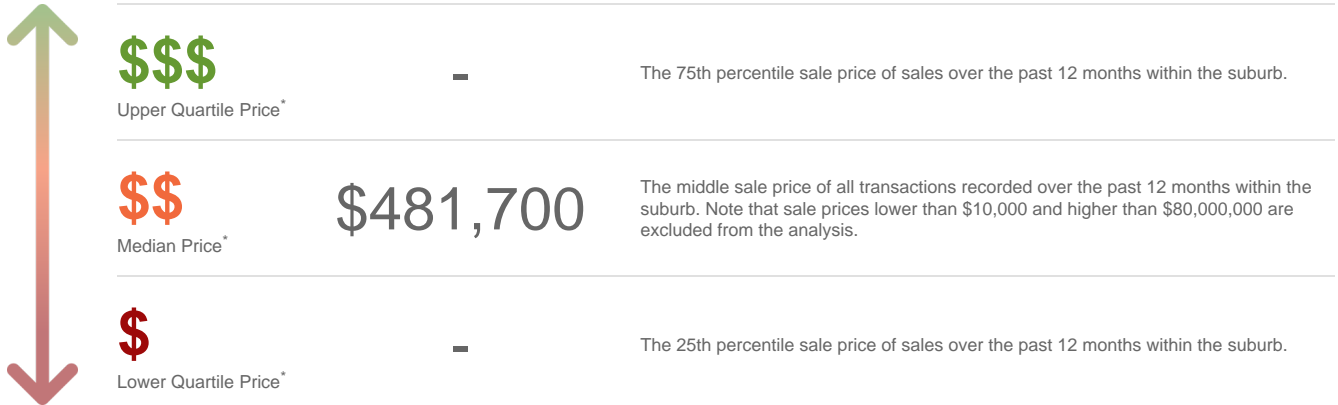 $$$
Upper Quartile Price*
-
The 75th percentile sale price of sales over the past 12 months within the suburb.
$$
Median Price*
$481,700
The middle sale price of all transactions recorded over the past 12 months within the
suburb. Note that sale prices lower than $10,000 and higher than $80,000,000 are
excluded from the analysis.
$
Lower Quartile Price*
-
The 25th percentile sale price of sales over the past 12 months within the suburb.